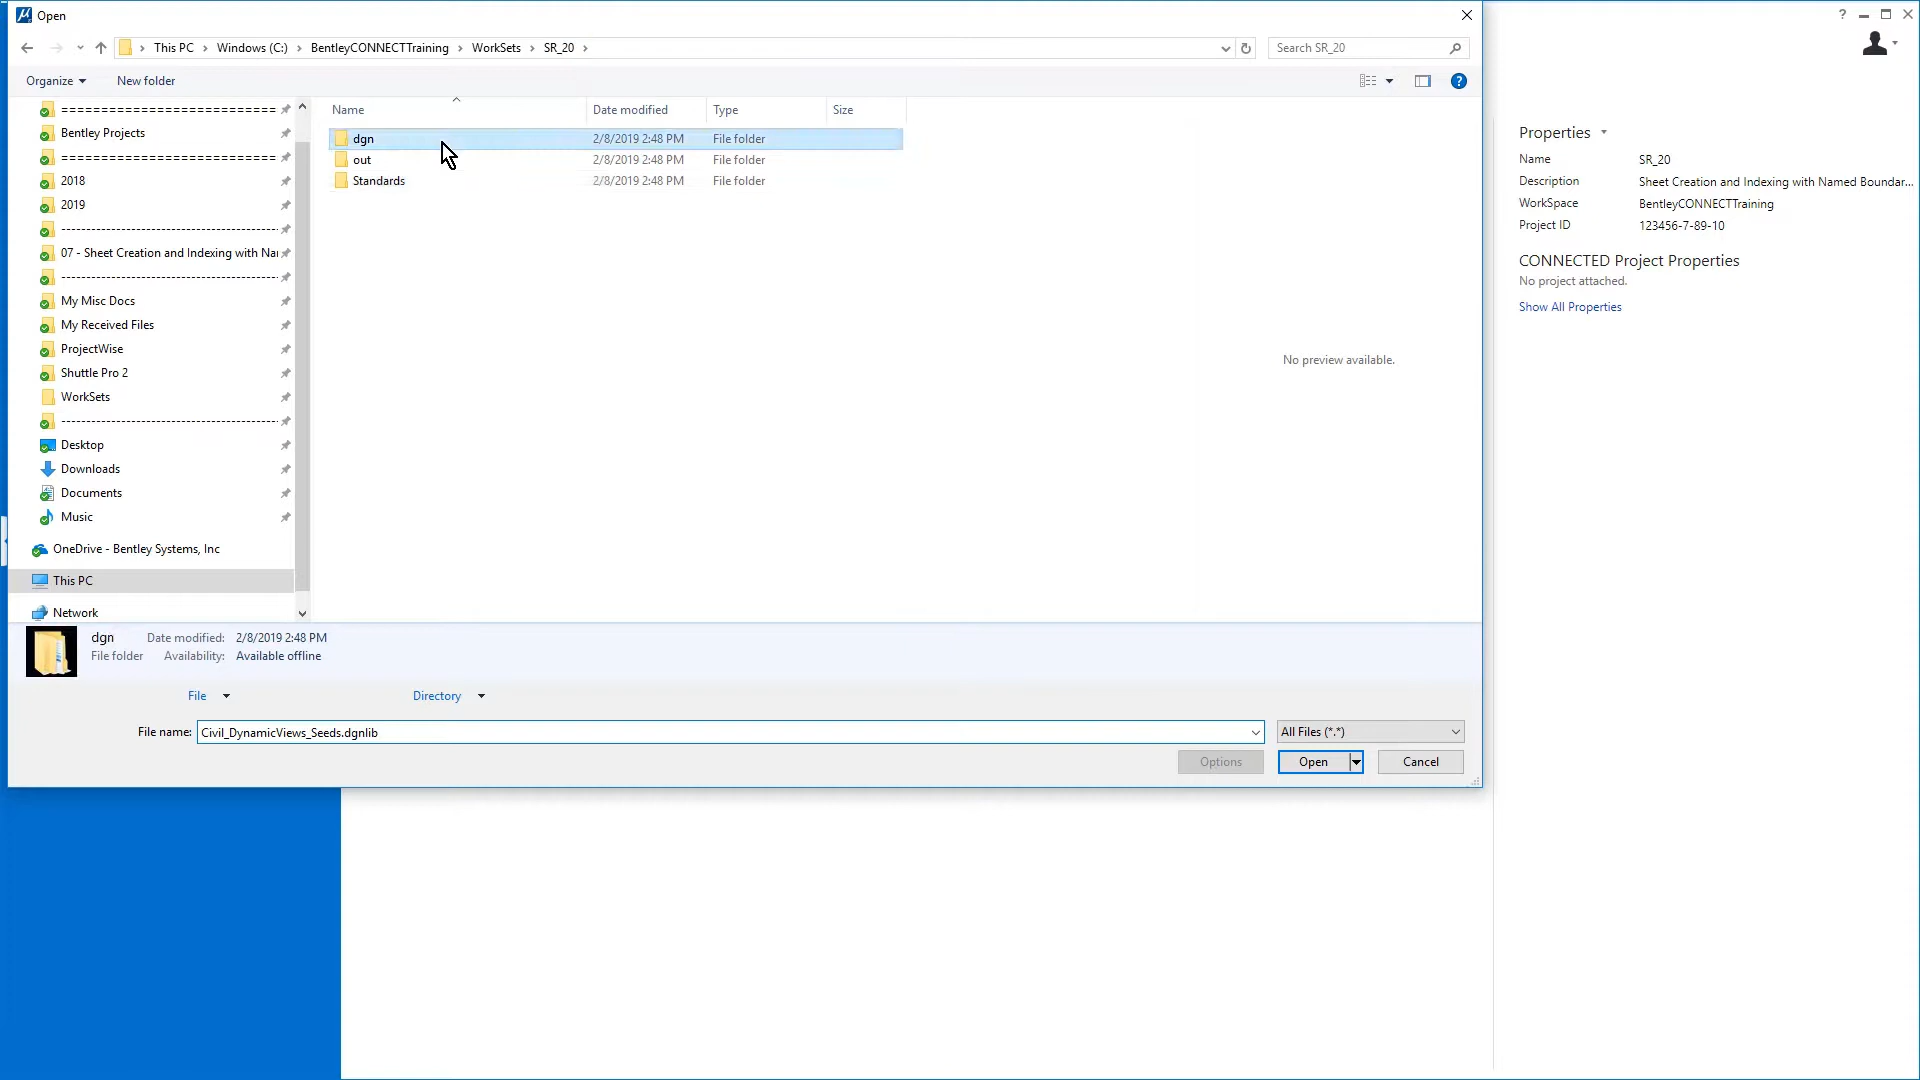 Open
This PC > Windows (C:) > BentleyCONNECTTraining > WorkSets > SR_20 >
Search SR_20
Organize
New folder
Name Date modified Type Size
dgn 2/8/2019 2:48 PM File folder
out 2/8/2019 2:48 PM File folder
Standards 2/8/2019 2:48 PM File folder
================================
Bentley Projects
================================
2018
2019
----------------------------------------
07 - Sheet Creation and Indexing with Na
----------------------------------------
My Misc Docs
My Received Files
ProjectWise
Shuttle Pro 2
WorkSets
----------------------------------------
Desktop
Downloads
Documents
Music
OneDrive - Bentley Systems, Inc
This PC
Network
No preview available.
dgn Date modified: 2/8/2019 2:48 PM
File folder Availability: Available offline
File Directory
File name: Civil_DynamicViews_Seeds.dgnlib All Files (*.*)
Options Open Cancel
Properties
Name SR_20
Description Sheet Creation and Indexing with Named Boundar...
WorkSpace BentleyCONNECTTraining
Project ID 123456-7-89-10
CONNECTED Project Properties
No project attached.
Show All Properties